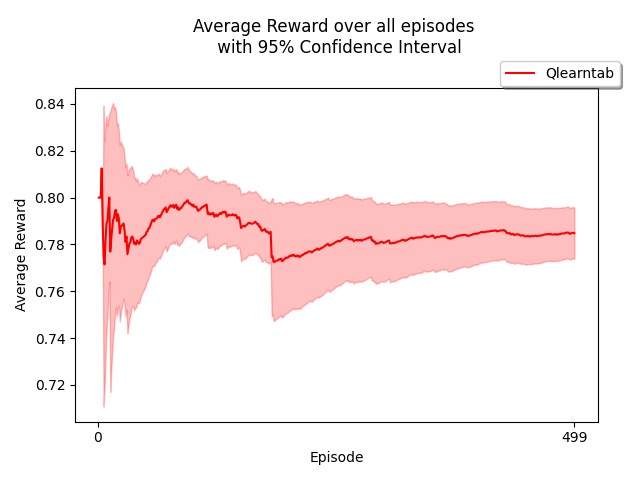 Average Reward over all episodes
with 95% Confidence Interval
Qlearntab
0.84
0.82
0.80
0.78
0.76
0.74
0.72
Average Reward
0
499
Episode